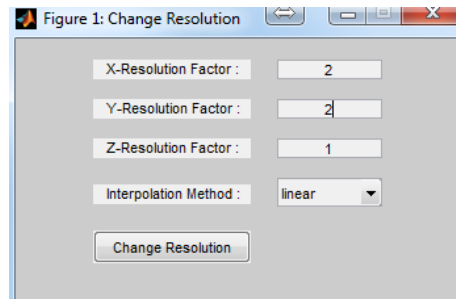 Figure 1: Change Resolution
X-Resolution Factor : 2
Y-Resolution Factor : 2
Z-Resolution Factor : 1
Interpolation Method : linear
Change Resolution